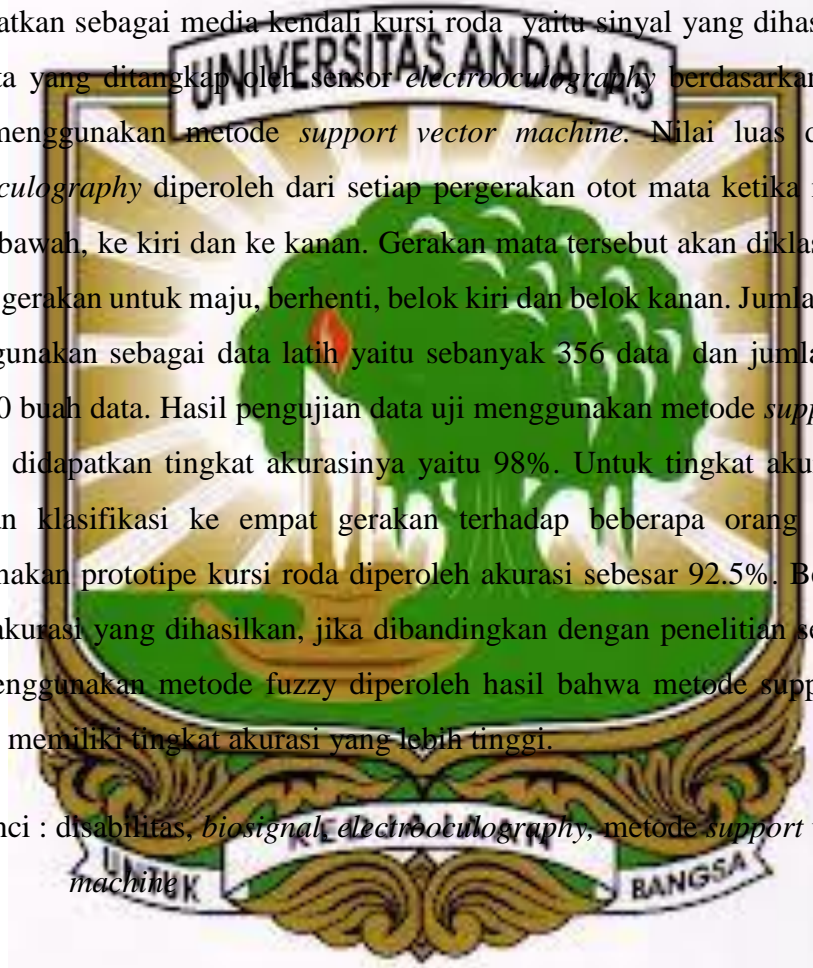 atkan sebagai media kendali kursi roda yaitu sinyal yang dihas
UNIVERSITAS ANDALAS
ta yang ditangkap oleh sensor electrooculography berdasarkan
menggunakan metode support vector machine. Nilai luas d
culography diperoleh dari setiap pergerakan otot mata ketika
bawah, ke kiri dan ke kanan. Gerakan mata tersebut akan diklas
gerakan untuk maju, berhenti, belok kiri dan belok kanan. Jumla
gunakan sebagai data latih yaitu sebanyak 356 data dan jumla
0 buah data. Hasil pengujian data uji menggunakan metode supp
didapatkan tingkat akurasinya yaitu 98%. Untuk tingkat aku
an klasifikasi ke empat gerakan terhadap beberapa orang
nakan prototipe kursi roda diperoleh akurasi sebesar 92.5%. Be
akurasi yang dihasilkan, jika dibandingkan dengan penelitian se
enggunakan metode fuzzy diperoleh hasil bahwa metode supp
memiliki tingkat akurasi yang lebih tinggi.
nci : disabilitas, biosignal, electrooculography, metode support
machine
UNTUK KEDJAJAAN BANGSA